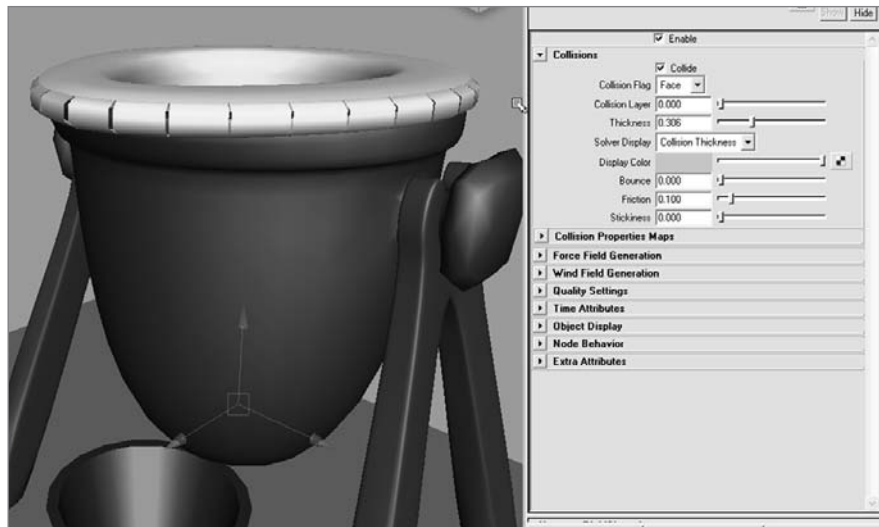 Show Hide
Enable
Collisions
Collide
Collision Flag Face
Collision Layer 0.000
Thickness 0.306
Solver Display Collision Thickness
Display Color
Bounce 0.000
Friction 0.100
Stickiness 0.000
Collision Properties Maps
Force Field Generation
Wind Field Generation
Quality Settings
Time Attributes
Object Display
Node Behavior
Extra Attributes